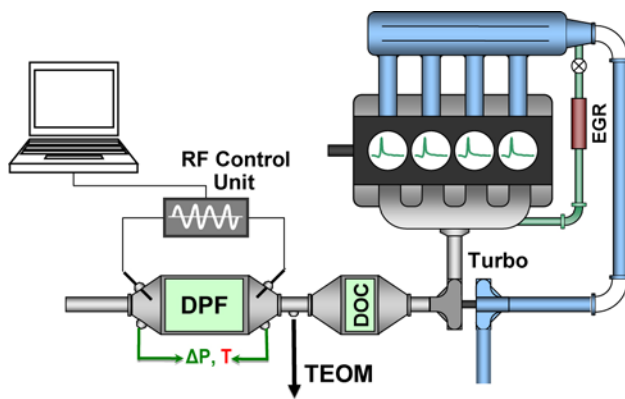 RF Control
Unit
EGR
Turbo
DPF
DOC
ΔP, T
TEOM